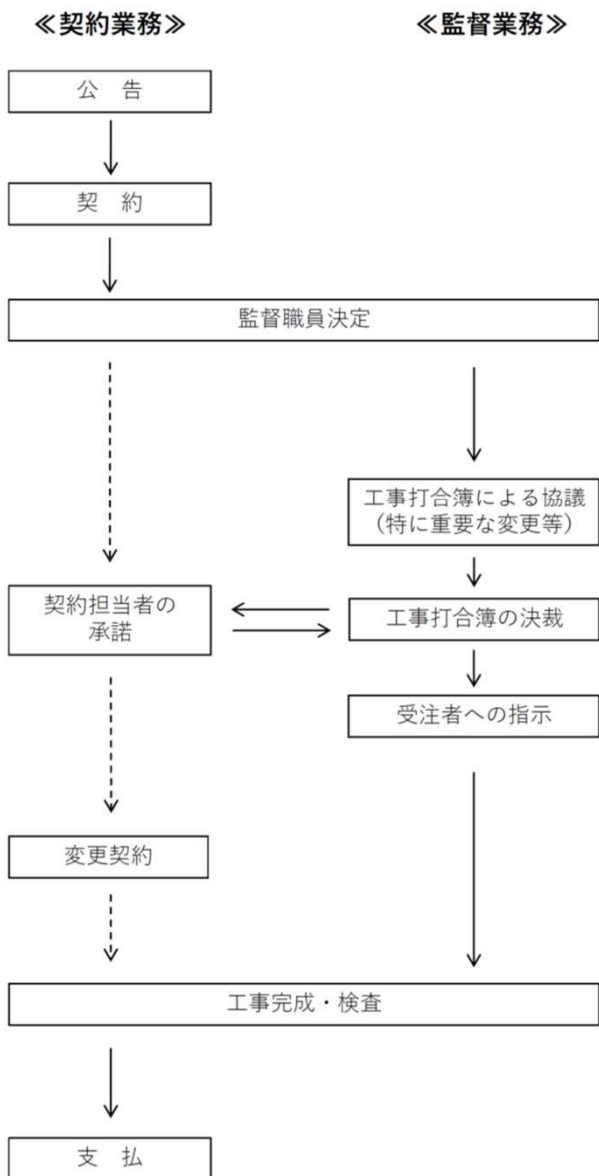 ≪契約業務≫
≪監督業務≫
公　告
契　約
監督職員決定
工事打合簿による協議
（特に重要な変更等）
契約担当者の
承諾
工事打合簿の決裁
受注者への指示
変更契約
工事完成・検査
支　払